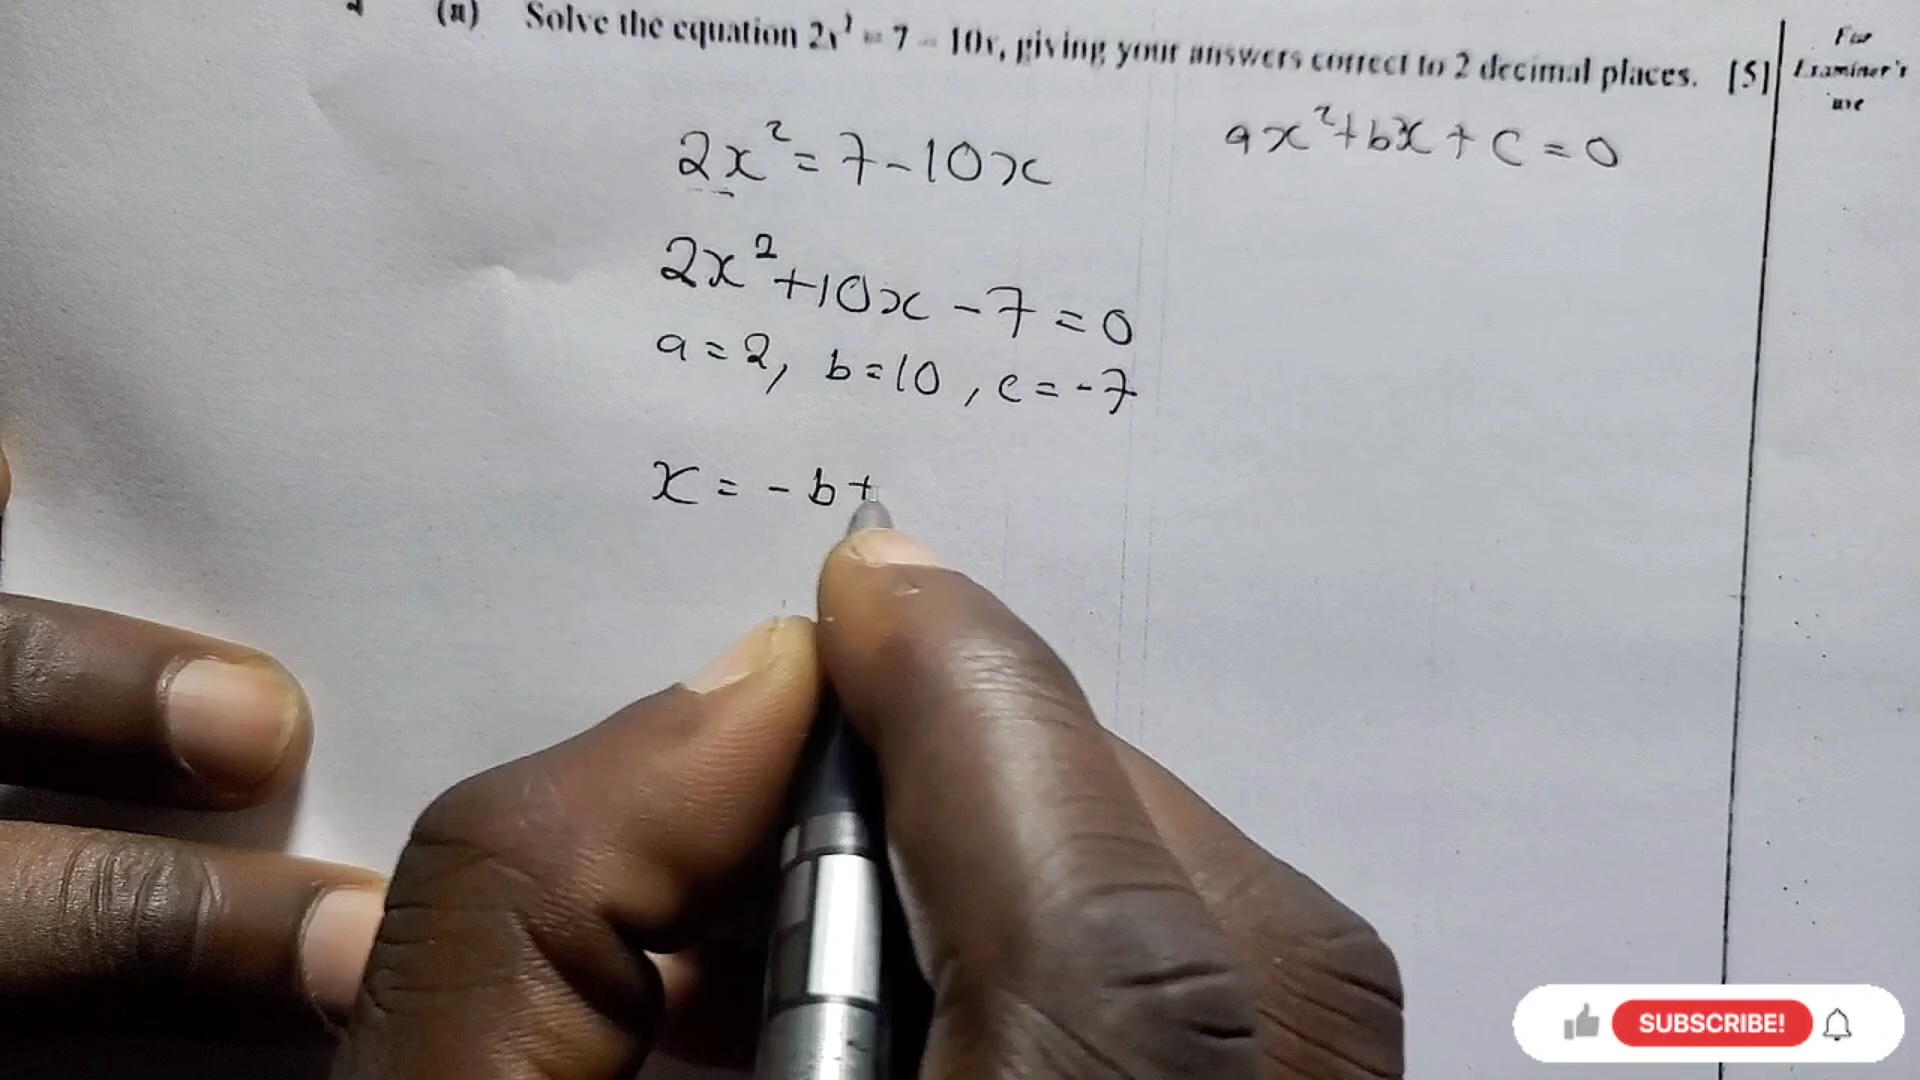 (a) Solve the equation 2x² = 7 – 10x, giving your answers correct to 2 decimal places. [5]
For
Examiner's
use
2x² = 7 - 10x
ax² + bx + c = 0
2x² + 10x - 7 = 0
a = 2, b = 10, c = -7
x = - b +
SUBSCRIBE!